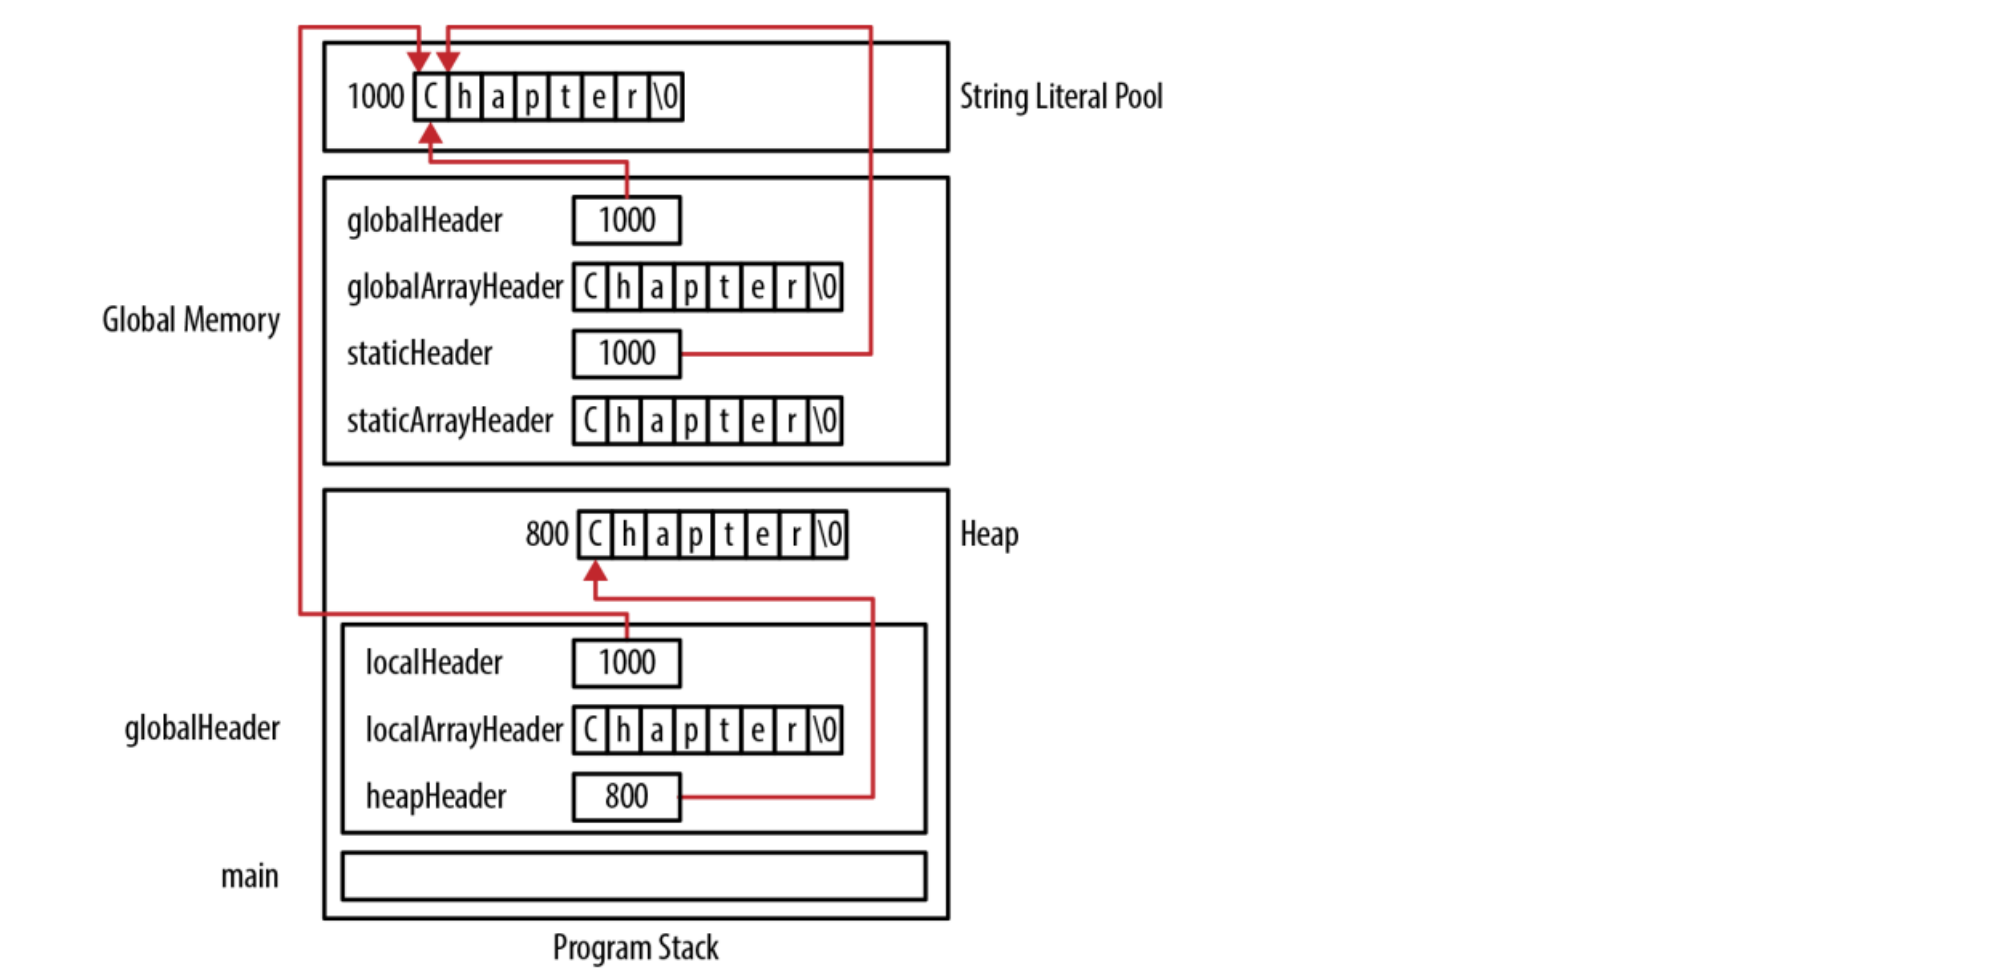 1000 C h a p t e r \0 String Literal Pool
globalHeader 1000
globalArrayHeader C h a p t e r \0
Global Memory
staticHeader 1000
staticArrayHeader C h a p t e r \0
800 C h a p t e r \0 Heap
localHeader 1000
globalHeader
localArrayHeader C h a p t e r \0
heapHeader 800
main
Program Stack